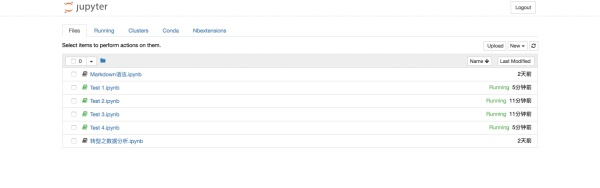 jupyter
Logout
Files Running Clusters Conda Nbextensions
Select items to perform actions on them.
Upload New
0 Name Last Modified
Markdown语法.ipynb 2天前
Test 1.ipynb Running 5分钟前
Test 2.ipynb Running 11分钟前
Test 3.ipynb Running 11分钟前
Test 4.ipynb Running 5分钟前
转型之数据分析.ipynb 2天前